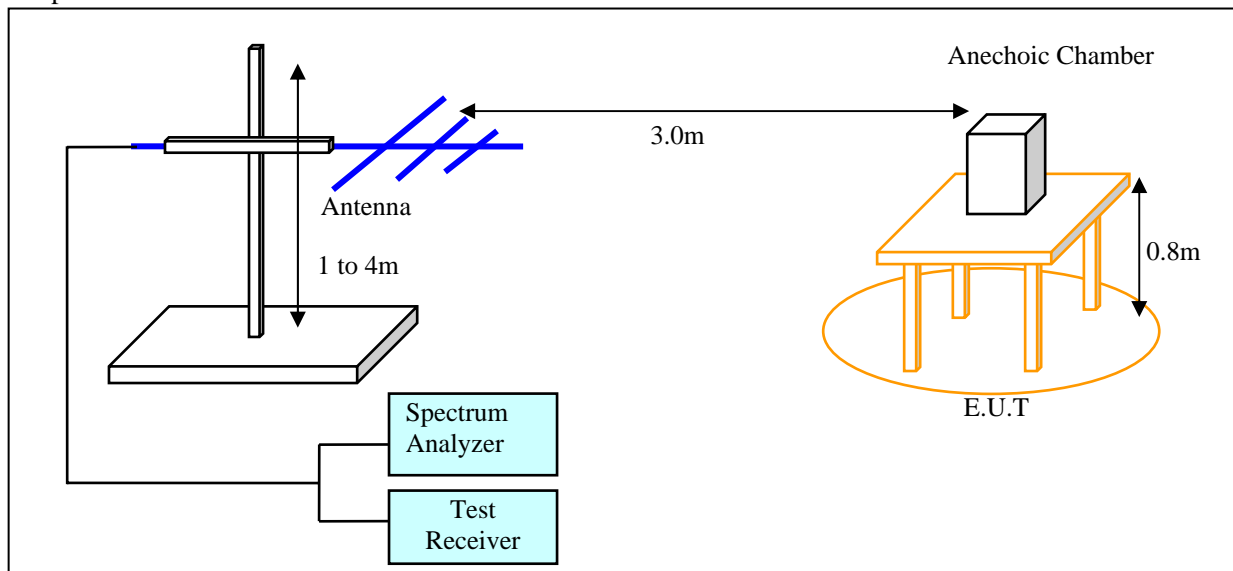 Anechoic Chamber
3.0m
Antenna
1 to 4m
0.8m
E.U.T
Spectrum
Analyzer
Test
Receiver